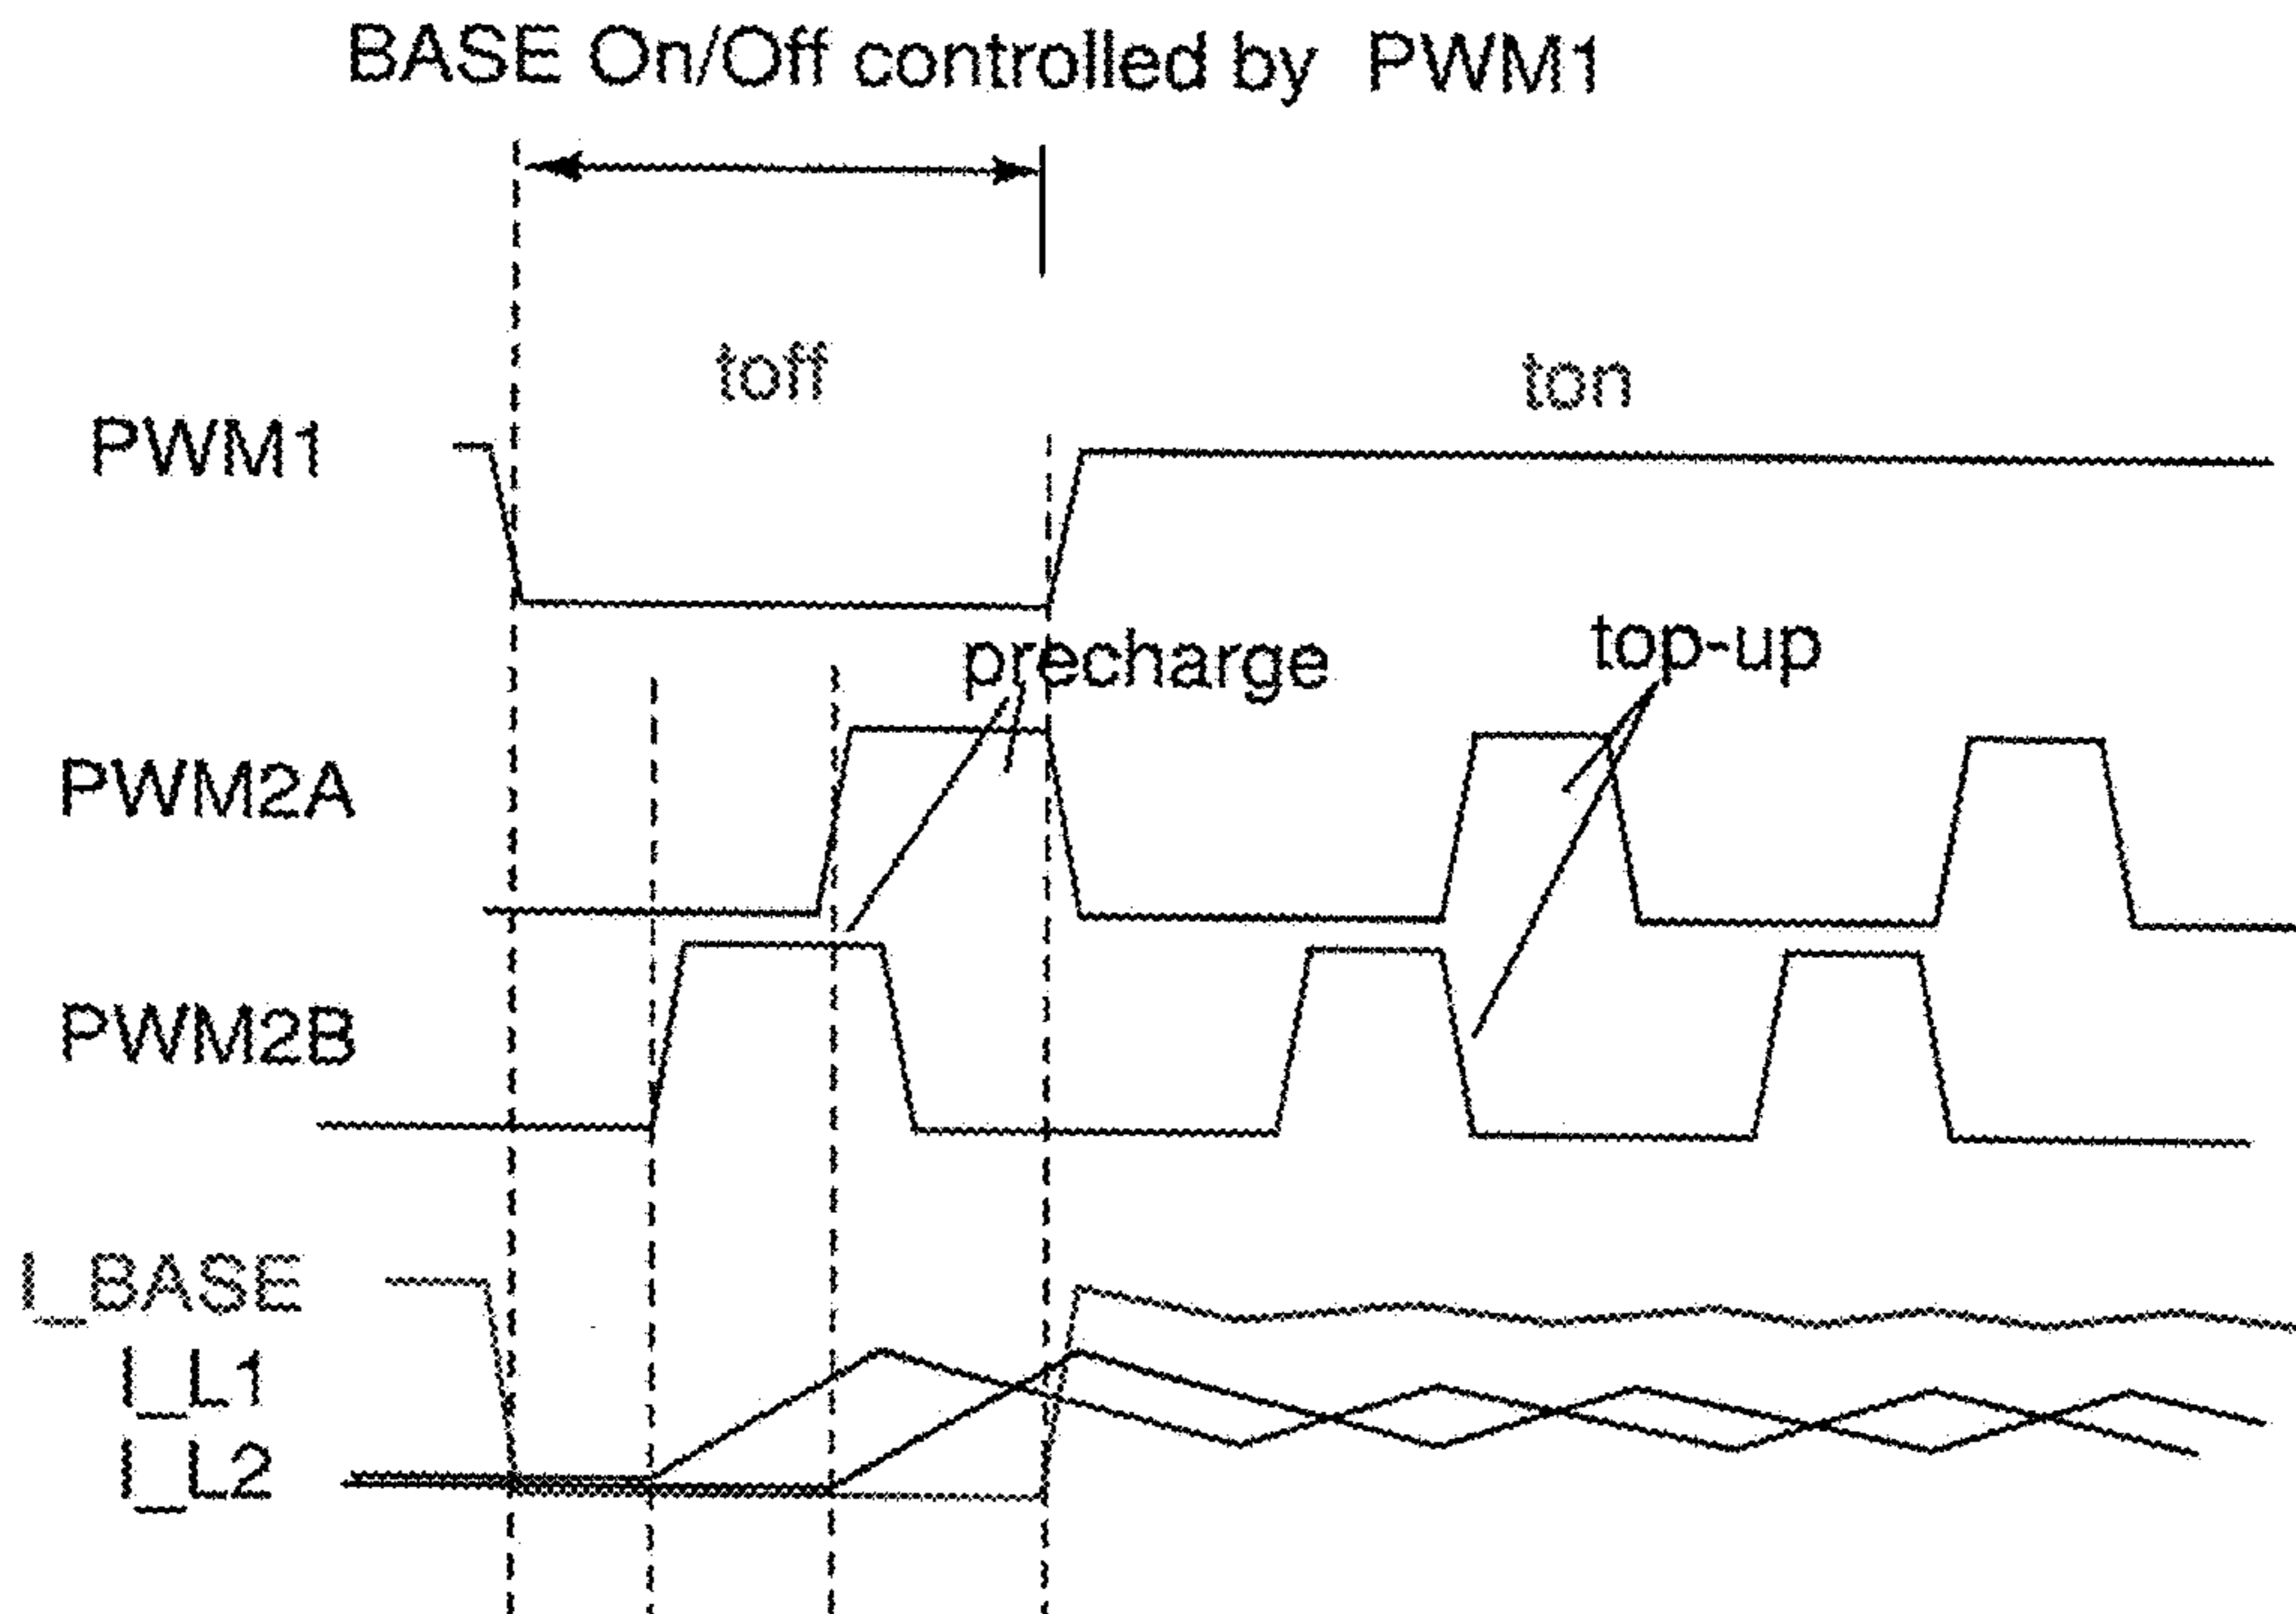 BASE On/Off controlled by PWM1
toff
ton
PWM1
precharge
top-up
PWM2A
PWM2B
I_BASE
I_L1
I_L2